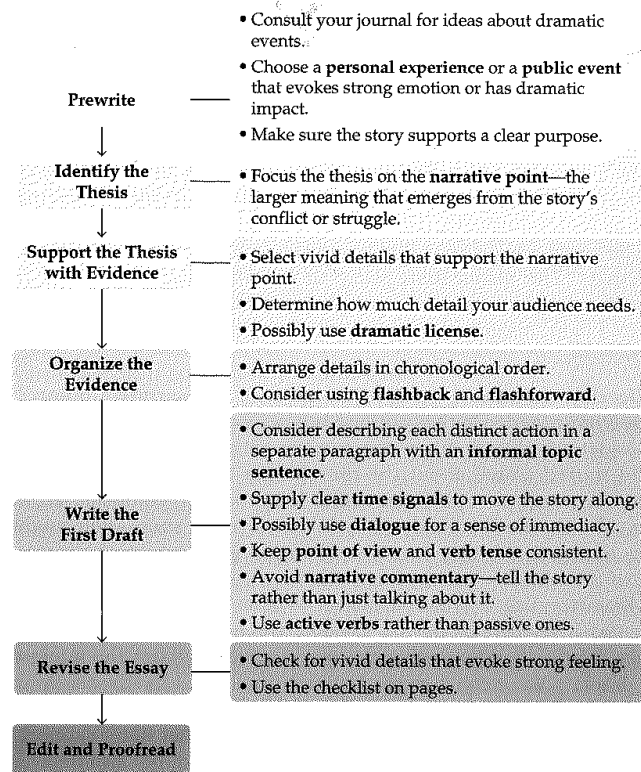 • Consult your journal for ideas about dramatic
events.
• Choose a personal experience or a public event
that evokes strong emotion or has dramatic
impact.
• Make sure the story supports a clear purpose.
Prewrite
• Focus the thesis on the narrative point—the
larger meaning that emerges from the story's
conflict or struggle.
Identify the
Thesis
• Select vivid details that support the narrative
point.
• Determine how much detail your audience needs.
• Possibly use dramatic license.
Support the Thesis
with Evidence
• Arrange details in chronological order.
• Consider using flashback and flashforward.
Organize the
Evidence
• Consider describing each distinct action in a
separate paragraph with an informal topic
sentence.
• Supply clear time signals to move the story along.
• Possibly use dialogue for a sense of immediacy.
• Keep point of view and verb tense consistent.
• Avoid narrative commentary—tell the story
rather than just talking about it.
• Use active verbs rather than passive ones.
Write the
First Draft
• Check for vivid details that evoke strong feeling.
• Use the checklist on pages.
Revise the Essay
Edit and Proofread